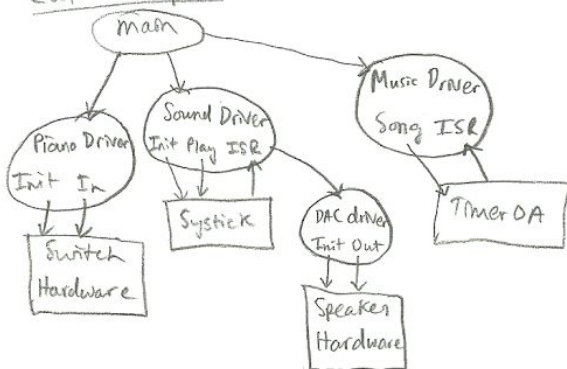 main
Music Driver
Song ISR
Sound Driver
Init Play ISR
Piano Driver
Init In
Systick
DAC driver
Init Out
Timer0A
Switch
Hardware
Speaker
Hardware